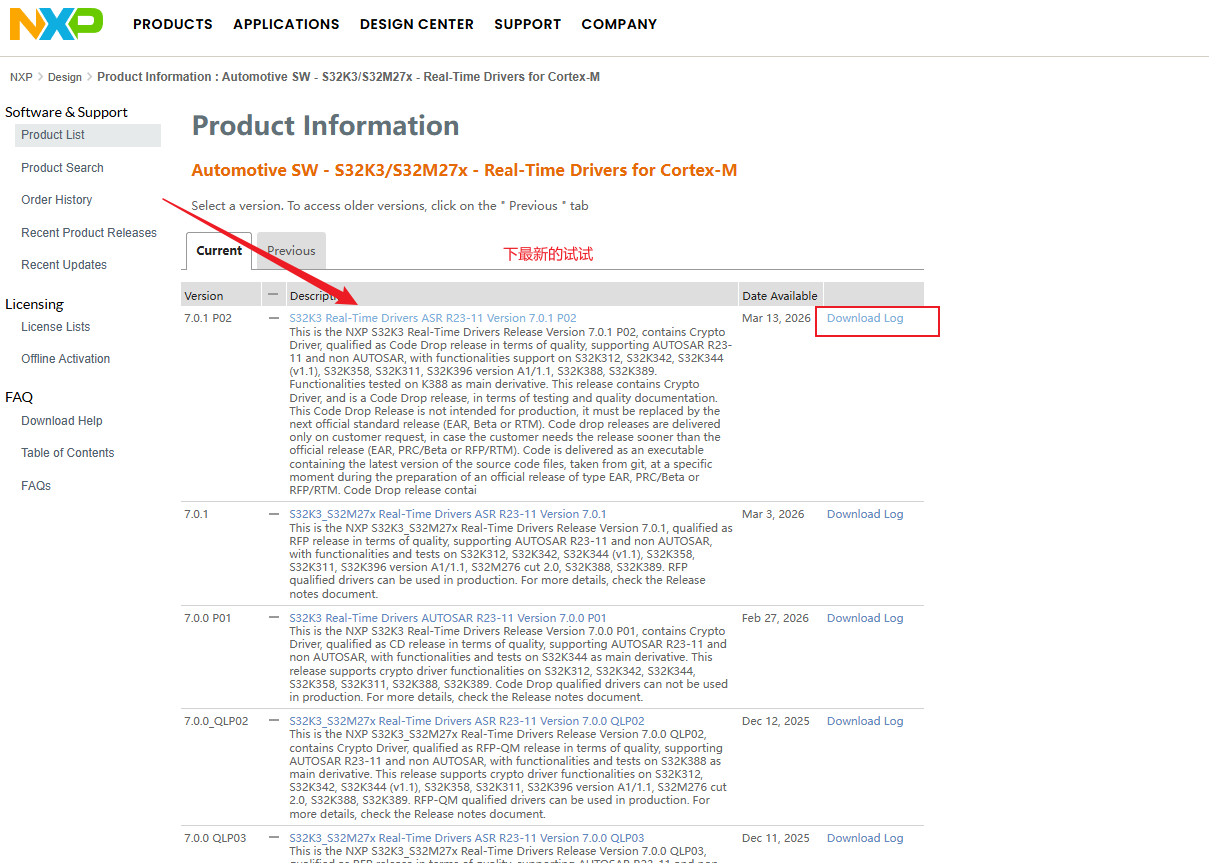 NXP
PRODUCTS APPLICATIONS DESIGN CENTER SUPPORT COMPANY
NXP > Design > Product Information : Automotive SW - S32K3/S32M27x - Real-Time Drivers for Cortex-M
Software & Support
Product List
Product Search
Order History
Recent Product Releases
Recent Updates
Licensing
License Lists
Offline Activation
FAQ
Download Help
Table of Contents
FAQs
Product Information
Automotive SW - S32K3/S32M27x - Real-Time Drivers for Cortex-M
Select a version. To access older versions, click on the " Previous " tab
Current Previous
下最新的试试
Version Description Date Available
7.0.1 P02 S32K3 Real-Time Drivers ASR R23-11 Version 7.0.1 P02 Mar 13, 2026 Download Log
This is the NXP S32K3 Real-Time Drivers Release Version 7.0.1 P02, contains Crypto
Driver, qualified as Code Drop release in terms of quality, supporting AUTOSAR R23-
11 and non AUTOSAR, with functionalities support on S32K312, S32K342, S32K344
(v1.1), S32K358, S32K311, S32K396 version A1/1.1, S32K388, S32K389.
Functionalities tested on K388 as main derivative. This release contains Crypto
Driver, and is a Code Drop release, in terms of testing and quality documentation.
This Code Drop Release is not intended for production, it must be replaced by the
next official standard release (EAR, Beta or RTM). Code drop releases are delivered
only on customer request, in case the customer needs the release sooner than the
official release (EAR, PRC/Beta or RFP/RTM). Code is delivered as an executable
containing the latest version of the source code files, taken from git, at a specific
moment during the preparation of an official release of type EAR, PRC/Beta or
RFP/RTM. Code Drop release contai
7.0.1 S32K3_S32M27x Real-Time Drivers ASR R23-11 Version 7.0.1 Mar 3, 2026 Download Log
This is the NXP S32K3_S32M27x Real-Time Drivers Release Version 7.0.1, qualified as
RFP release in terms of quality, supporting AUTOSAR R23-11 and non AUTOSAR,
with functionalities and tests on S32K312, S32K342, S32K344 (v1.1), S32K358,
S32K311, S32K396 version A1/1.1, S32M276 cut 2.0, S32K388, S32K389. RFP
qualified drivers can be used in production. For more details, check the Release
notes document.
7.0.0 P01 S32K3 Real-Time Drivers AUTOSAR R23-11 Version 7.0.0 P01 Feb 27, 2026 Download Log
This is the NXP S32K3 Real-Time Drivers Release Version 7.0.0 P01, contains Crypto
Driver, qualified as CD release in terms of quality, supporting AUTOSAR R23-11 and
non AUTOSAR, with functionalities and tests on S32K344 as main derivative. This
release supports crypto driver functionalities on S32K312, S32K342, S32K344,
S32K358, S32K311, S32K388, S32K389. Code Drop qualified drivers can not be used
in production. For more details, check the Release notes document.
7.0.0_QLP02 S32K3_S32M27x Real-Time Drivers ASR R23-11 Version 7.0.0 QLP02 Dec 12, 2025 Download Log
This is the NXP S32K3_S32M27x Real-Time Drivers Release Version 7.0.0 QLP02,
contains Crypto Driver, qualified as RFP-QM release in terms of quality, supporting
AUTOSAR R23-11 and non AUTOSAR, with functionalities and tests on S32K388 as
main derivative. This release supports crypto driver functionalities on S32K312,
S32K342, S32K344 (v1.1), S32K358, S32K311, S32K396 version A1/1.1, S32M276 cut
2.0, S32K388, S32K389. RFP-QM qualified drivers can be used in production. For
more details, check the Release notes document.
7.0.0 QLP03 S32K3_S32M27x Real-Time Drivers ASR R23-11 Version 7.0.0 QLP03 Dec 11, 2025 Download Log
This is the NXP S32K3_S32M27x Real-Time Drivers Release Version 7.0.0 QLP03,